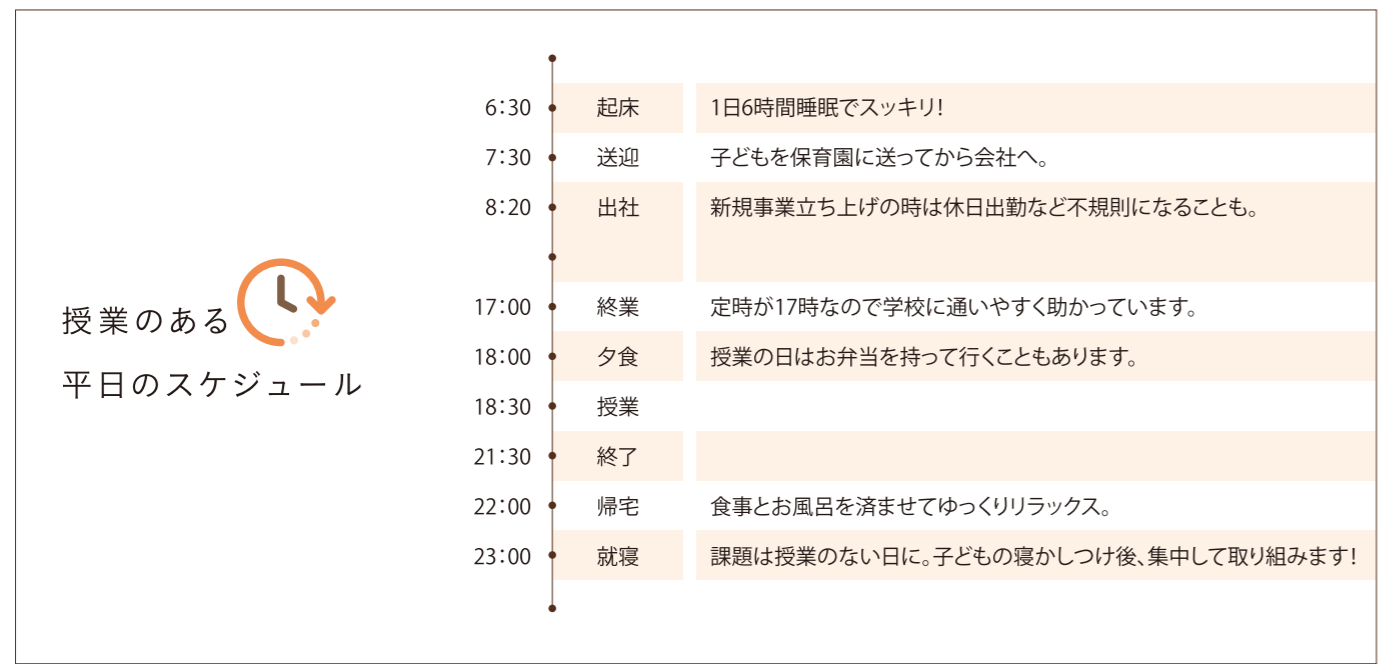 授業のある
平日のスケジュール
6:30 起床 1日6時間睡眠でスッキリ!
7:30 送迎 子どもを保育園に送ってから会社へ。
8:20 出社 新規事業立ち上げの時は休日出勤など不規則になることも。
17:00 終業 定時が17時なので学校に通いやすく助かっています。
18:00 夕食 授業の日はお弁当を持って行くこともあります。
18:30 授業
21:30 終了
22:00 帰宅 食事とお風呂を済ませてゆっくりリラックス。
23:00 就寝 課題は授業のない日に。子どもの寝かしつけ後、集中して取り組みます!